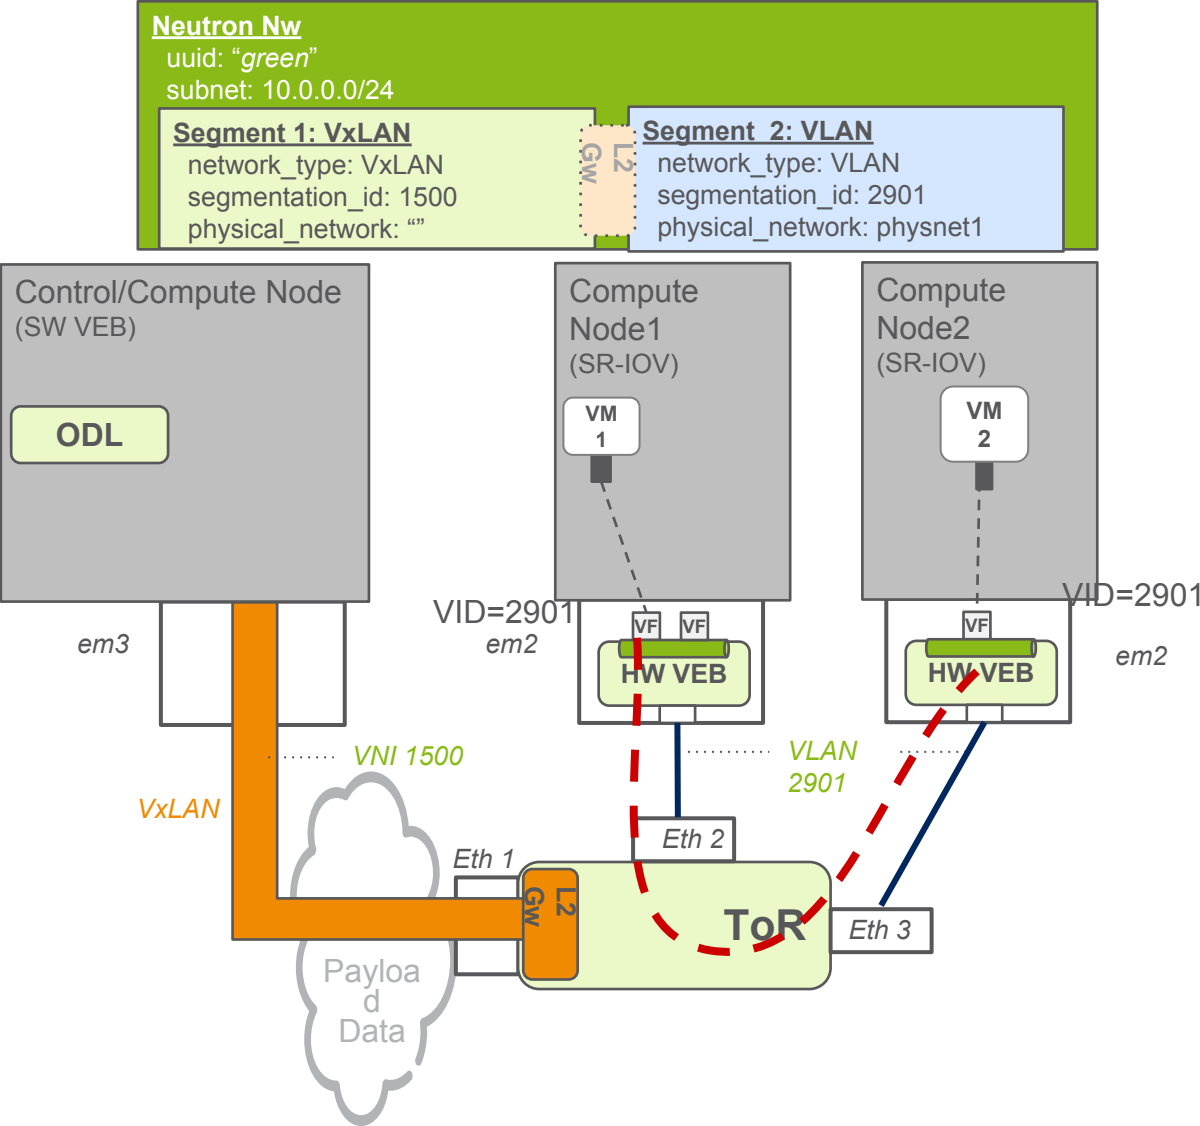 Neutron Nw
uuid: “green”
subnet: 10.0.0.0/24
Segment 1: VxLAN
network_type: VxLAN
segmentation_id: 1500
physical_network: “”
L2
Gw
Segment  2: VLAN
network_type: VLAN
segmentation_id: 2901
physical_network: physnet1
Control/Compute Node
(SW VEB)
ODL
Compute
Node1
(SR-IOV)
VM
1
Compute
Node2
(SR-IOV)
VM
2
VID=2901
em2
VF
VF
HW VEB
VID=2901
em2
VF
HW VEB
em3
VNI 1500
VxLAN
VLAN
2901
Eth 1
Eth 2
Eth 3
L2
Gw
ToR
Payloa
d
Data